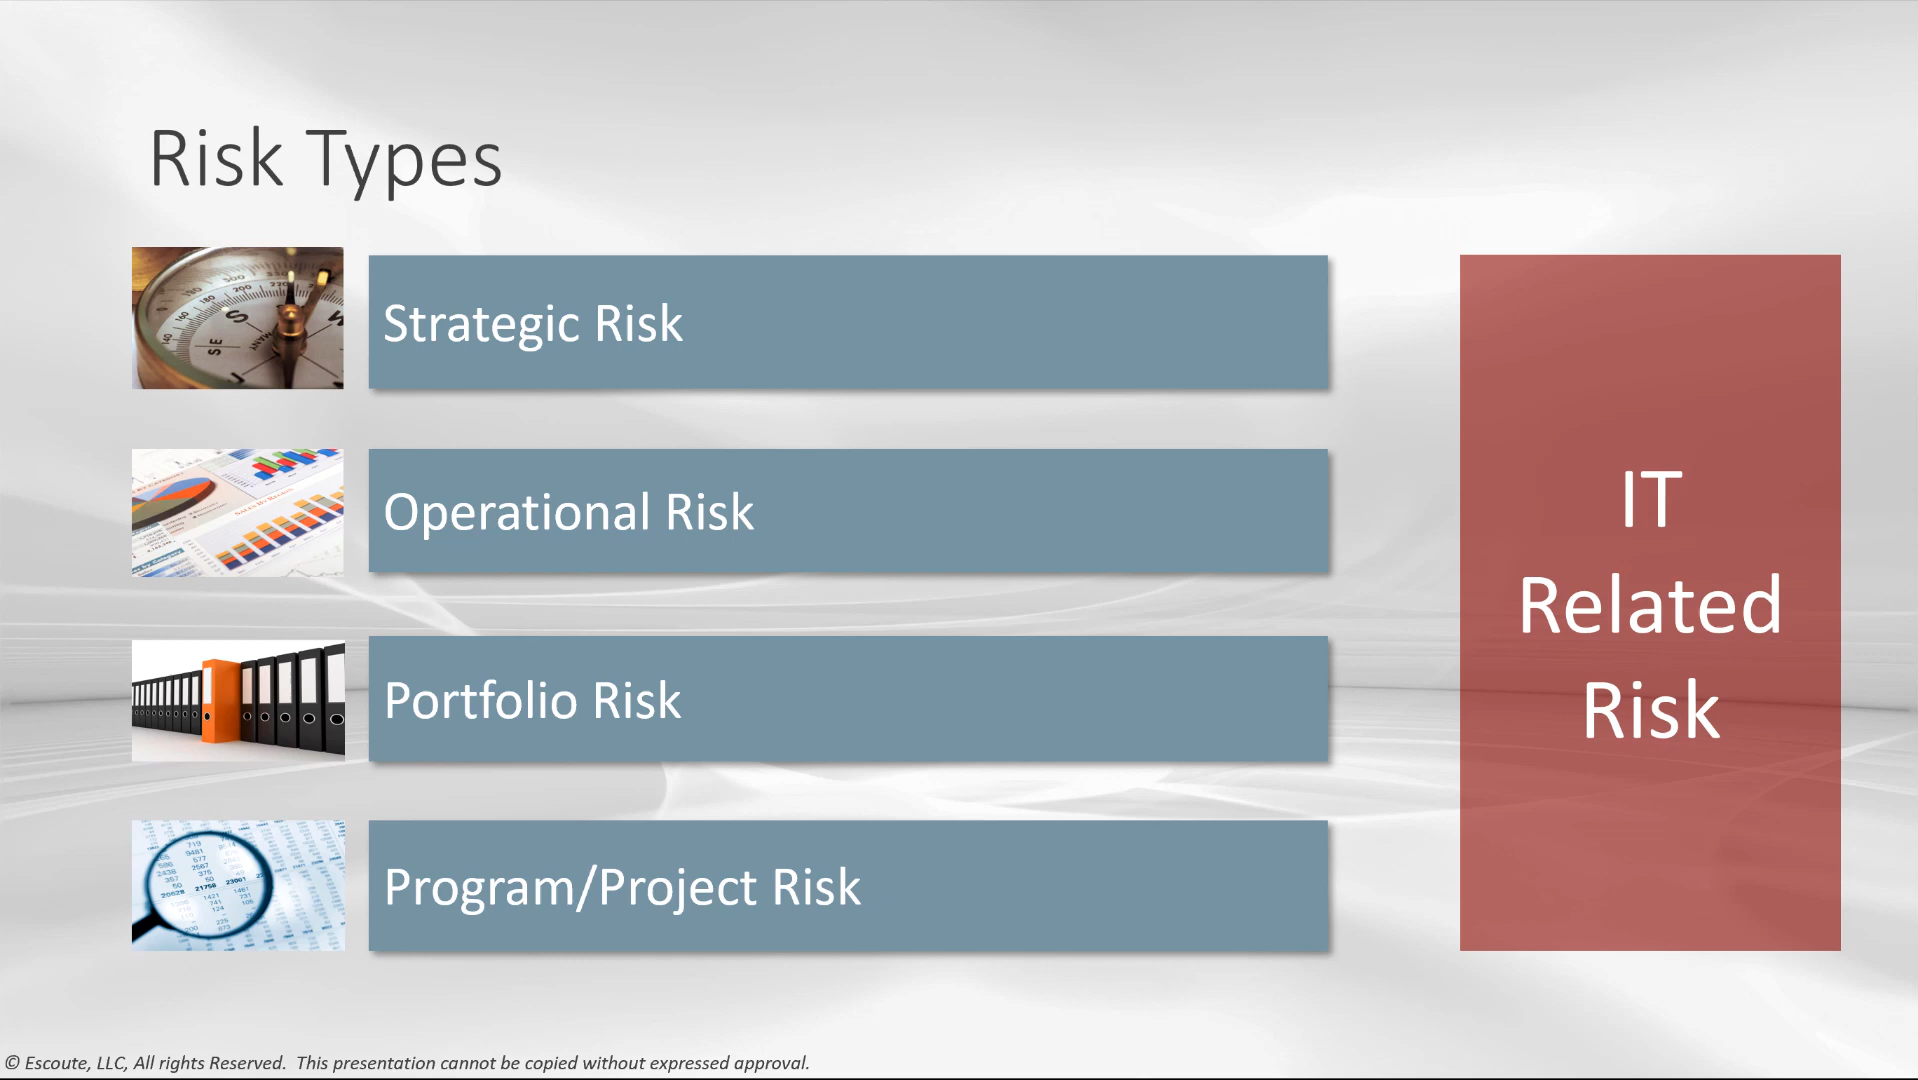 Risk Types
Strategic Risk
Operational Risk
Portfolio Risk
Program/Project Risk
IT
Related
Risk
© Escoute, LLC, All rights Reserved.  This presentation cannot be copied without expressed approval.